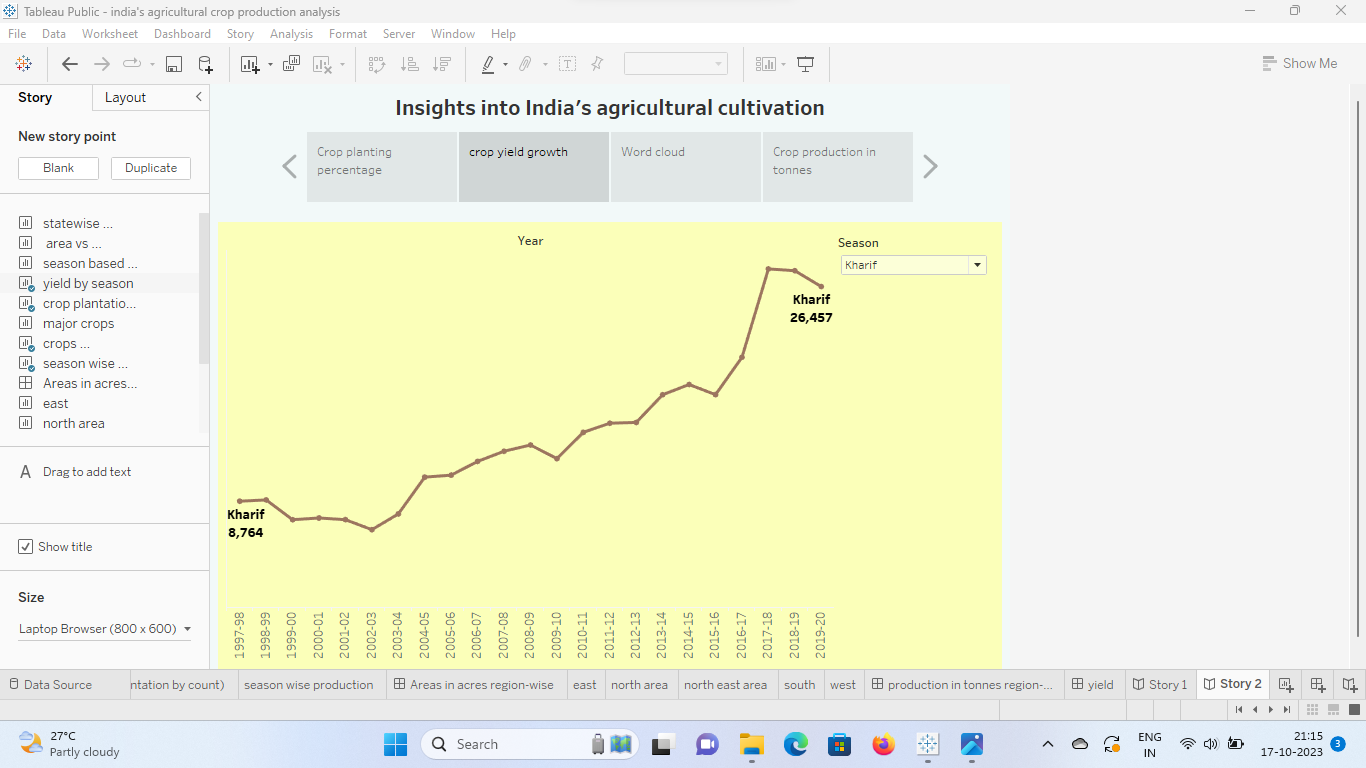 Tableau Public - india's agricultural crop production analysis
File Data Worksheet Dashboard Story Analysis Format Server Window Help
Show Me
Story Layout
New story point
Blank Duplicate
statewise ...
area vs ...
season based ...
yield by season
crop plantatio...
major crops
crops ...
season wise ...
Areas in acres...
east
north area
A Drag to add text
Show title
Size
Laptop Browser (800 x 600)
Insights into India's agricultural cultivation
Crop planting
percentage
crop yield growth
Word cloud
Crop production in
tonnes
Year
Season
Kharif
Kharif
26,457
Kharif
8,764
1997-98
1998-99
1999-00
2000-01
2001-02
2002-03
2003-04
2004-05
2005-06
2006-07
2007-08
2008-09
2009-10
2010-11
2011-12
2012-13
2013-14
2014-15
2015-16
2016-17
2017-18
2018-19
2019-20
Data Source ntation by count) season wise production Areas in acres region-wise east north area north east area south west production in tonnes region-... yield Story 1 Story 2
27°C
Partly cloudy
Search
ENG
IN
21:15
17-10-2023
3